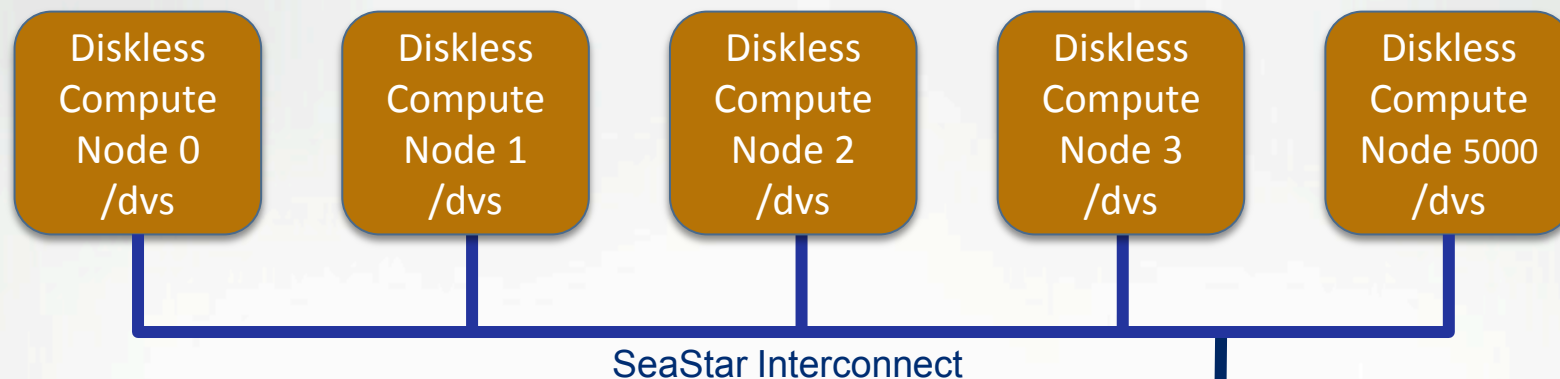 Diskless
Compute
Node 0
/dvs
Diskless
Compute
Node 1
/dvs
Diskless
Compute
Node 2
/dvs
Diskless
Compute
Node 3
/dvs
Diskless
Compute
Node 5000
/dvs
SeaStar Interconnect